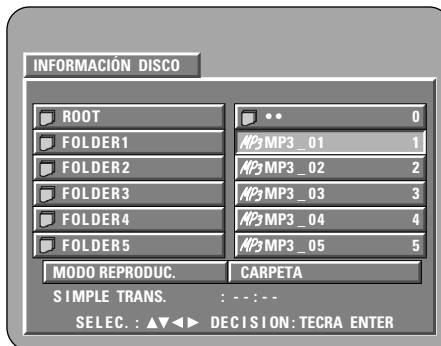 INFORMACIÓN DISCO
ROOT •• 0
FOLDER1 MP3 MP3_01 1
FOLDER2 MP3 MP3_02 2
FOLDER3 MP3 MP3_03 3
FOLDER4 MP3 MP3_04 4
FOLDER5 MP3 MP3_05 5
MODO REPRODUC. CARPETA
SIMPLE TRANS. : --:--
SELEC. : ▲▼◄► DECISION: TECRA ENTER